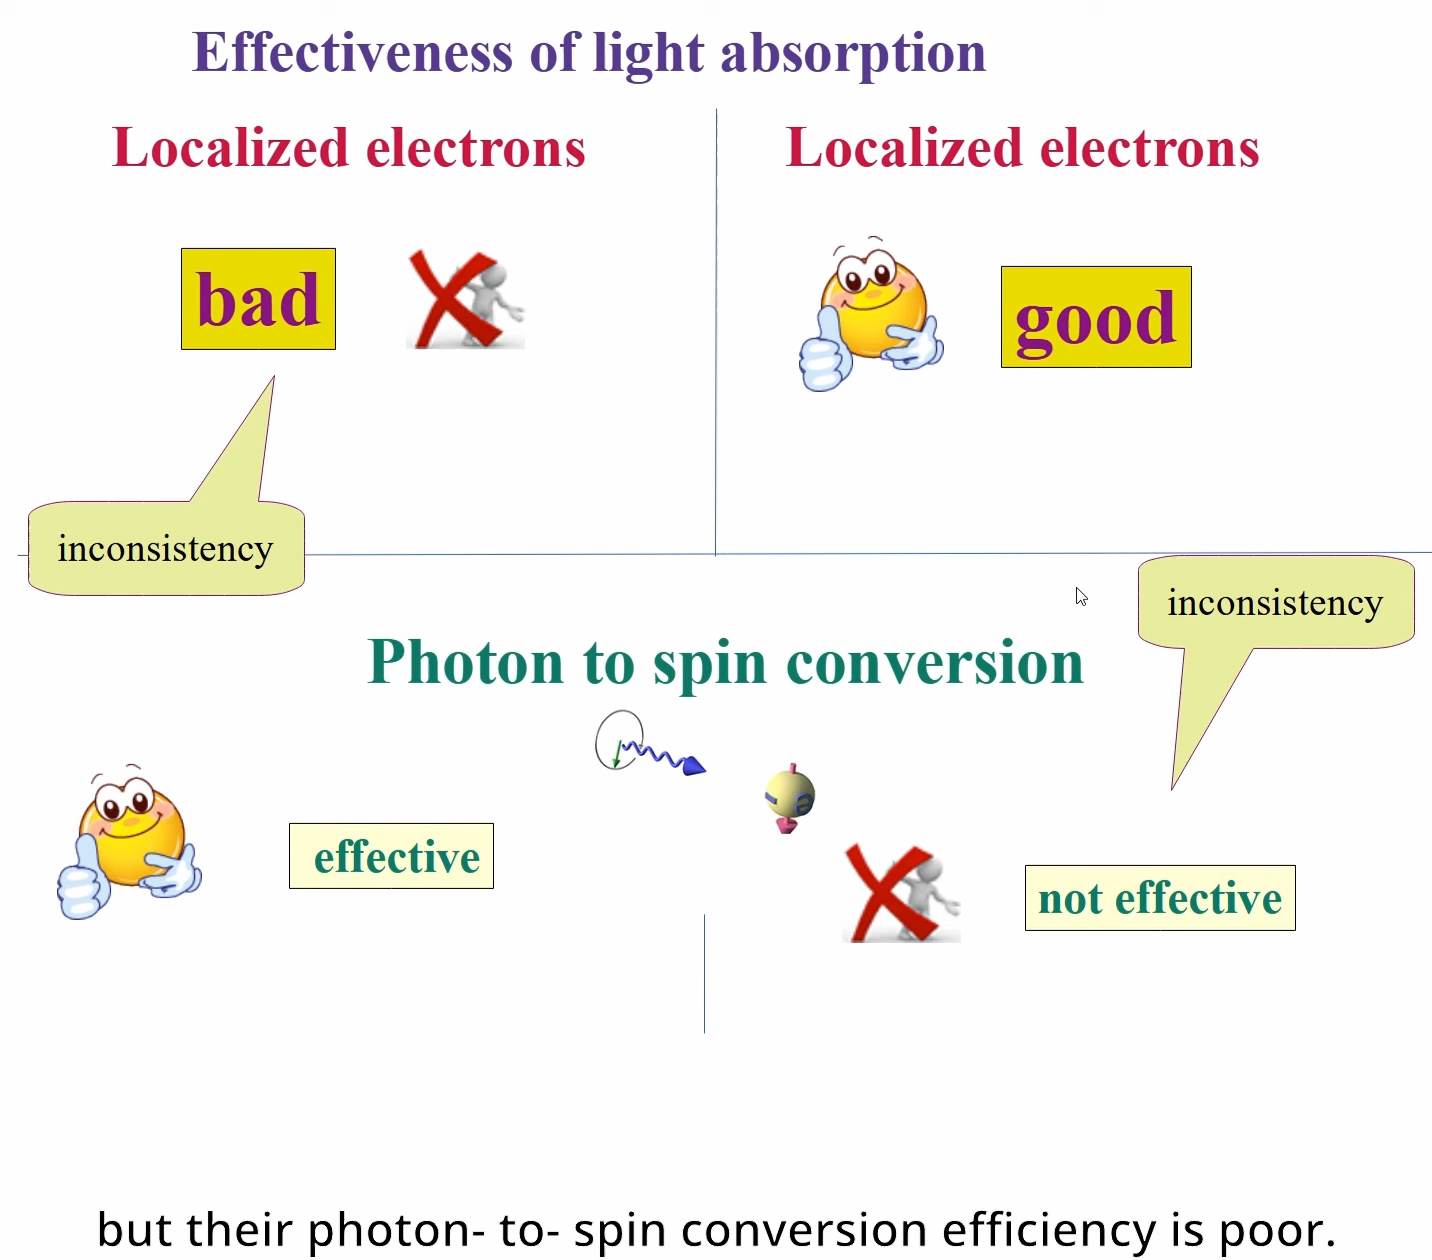 Effectiveness of light absorption
Localized electrons
Localized electrons
bad
good
inconsistency
inconsistency
Photon to spin conversion
effective
not effective
but their photon- to- spin conversion efficiency is poor.